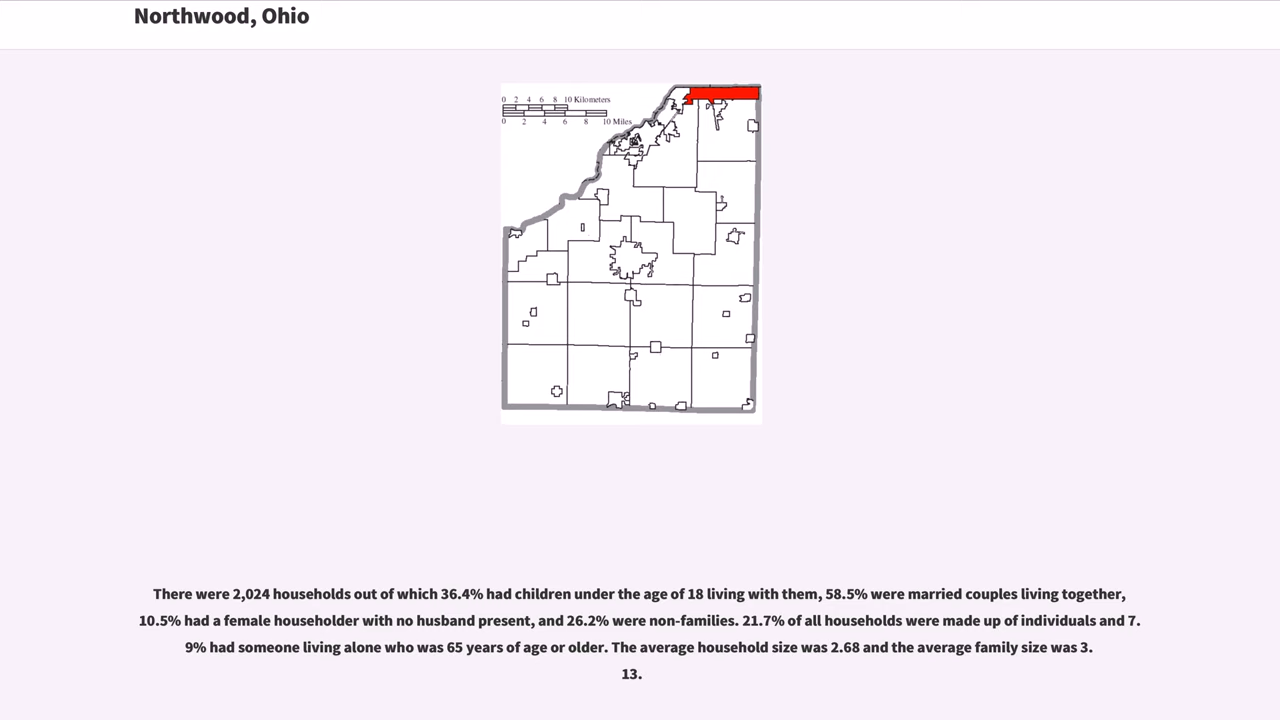 Northwood, Ohio
0 2 4 6 8 10 Kilometers
0 2 4 6 8 10 Miles
There were 2,024 households out of which 36.4% had children under the age of 18 living with them, 58.5% were married couples living together,
10.5% had a female householder with no husband present, and 26.2% were non-families. 21.7% of all households were made up of individuals and 7.
9% had someone living alone who was 65 years of age or older. The average household size was 2.68 and the average family size was 3.
13.